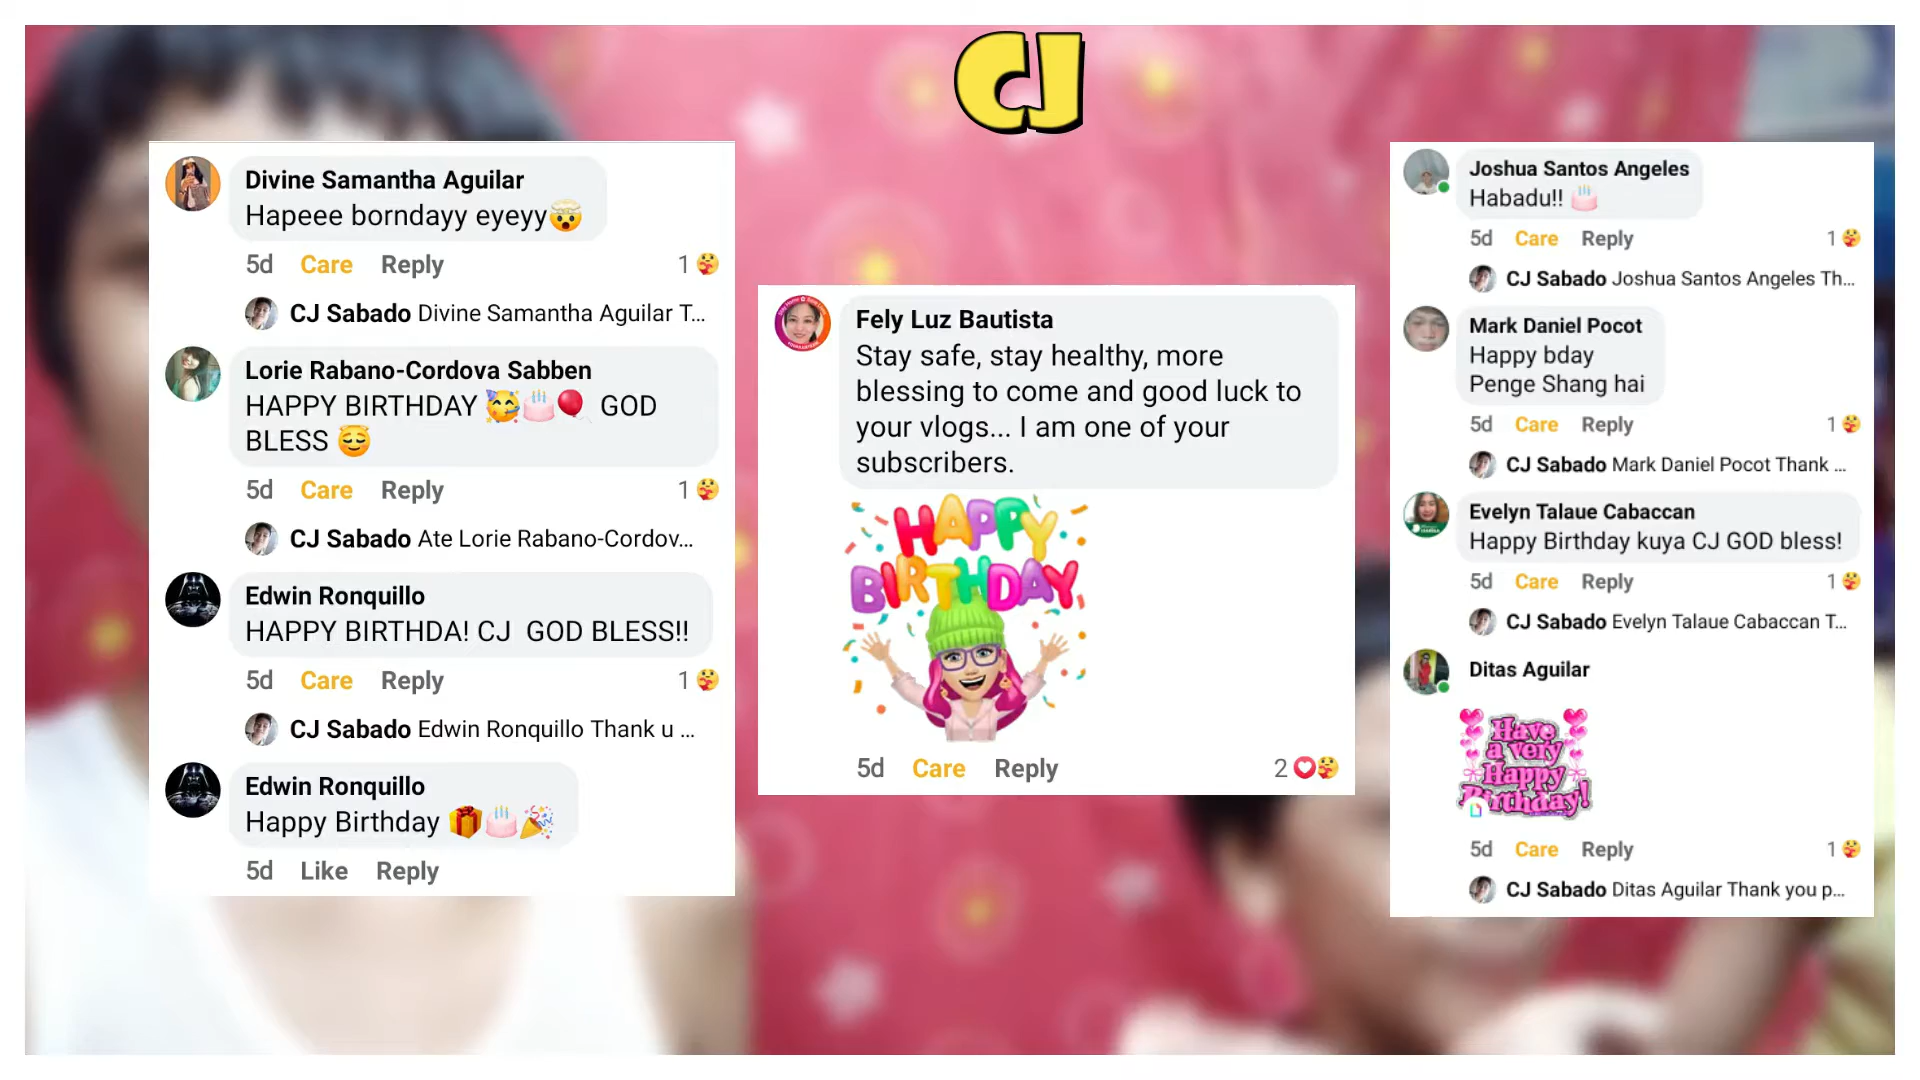 CJ
Divine Samantha Aguilar
Hapeee borndayy eyeyy🤯
5d Care Reply 1
CJ Sabado Divine Samantha Aguilar T...
Lorie Rabano-Cordova Sabben
HAPPY BIRTHDAY 🥳🎂🎈 GOD
BLESS 😇
5d Care Reply 1
CJ Sabado Ate Lorie Rabano-Cordov...
Edwin Ronquillo
HAPPY BIRTHDA! CJ GOD BLESS!!
5d Care Reply 1
CJ Sabado Edwin Ronquillo Thank u ...
Edwin Ronquillo
Happy Birthday 🎁🎂🎉
5d Like Reply
Fely Luz Bautista
Stay safe, stay healthy, more
blessing to come and good luck to
your vlogs... I am one of your
subscribers.
HAPPY
BIRTHDAY
5d Care Reply 2
Joshua Santos Angeles
Habadu!! 🎂
5d Care Reply 1
CJ Sabado Joshua Santos Angeles Th...
Mark Daniel Pocot
Happy bday
Penge Shang hai
5d Care Reply 1
CJ Sabado Mark Daniel Pocot Thank ...
Evelyn Talaue Cabaccan
Happy Birthday kuya CJ GOD bless!
5d Care Reply 1
CJ Sabado Evelyn Talaue Cabaccan T...
Ditas Aguilar
Have
a very
Happy
Birthday!
5d Care Reply 1
CJ Sabado Ditas Aguilar Thank you p...